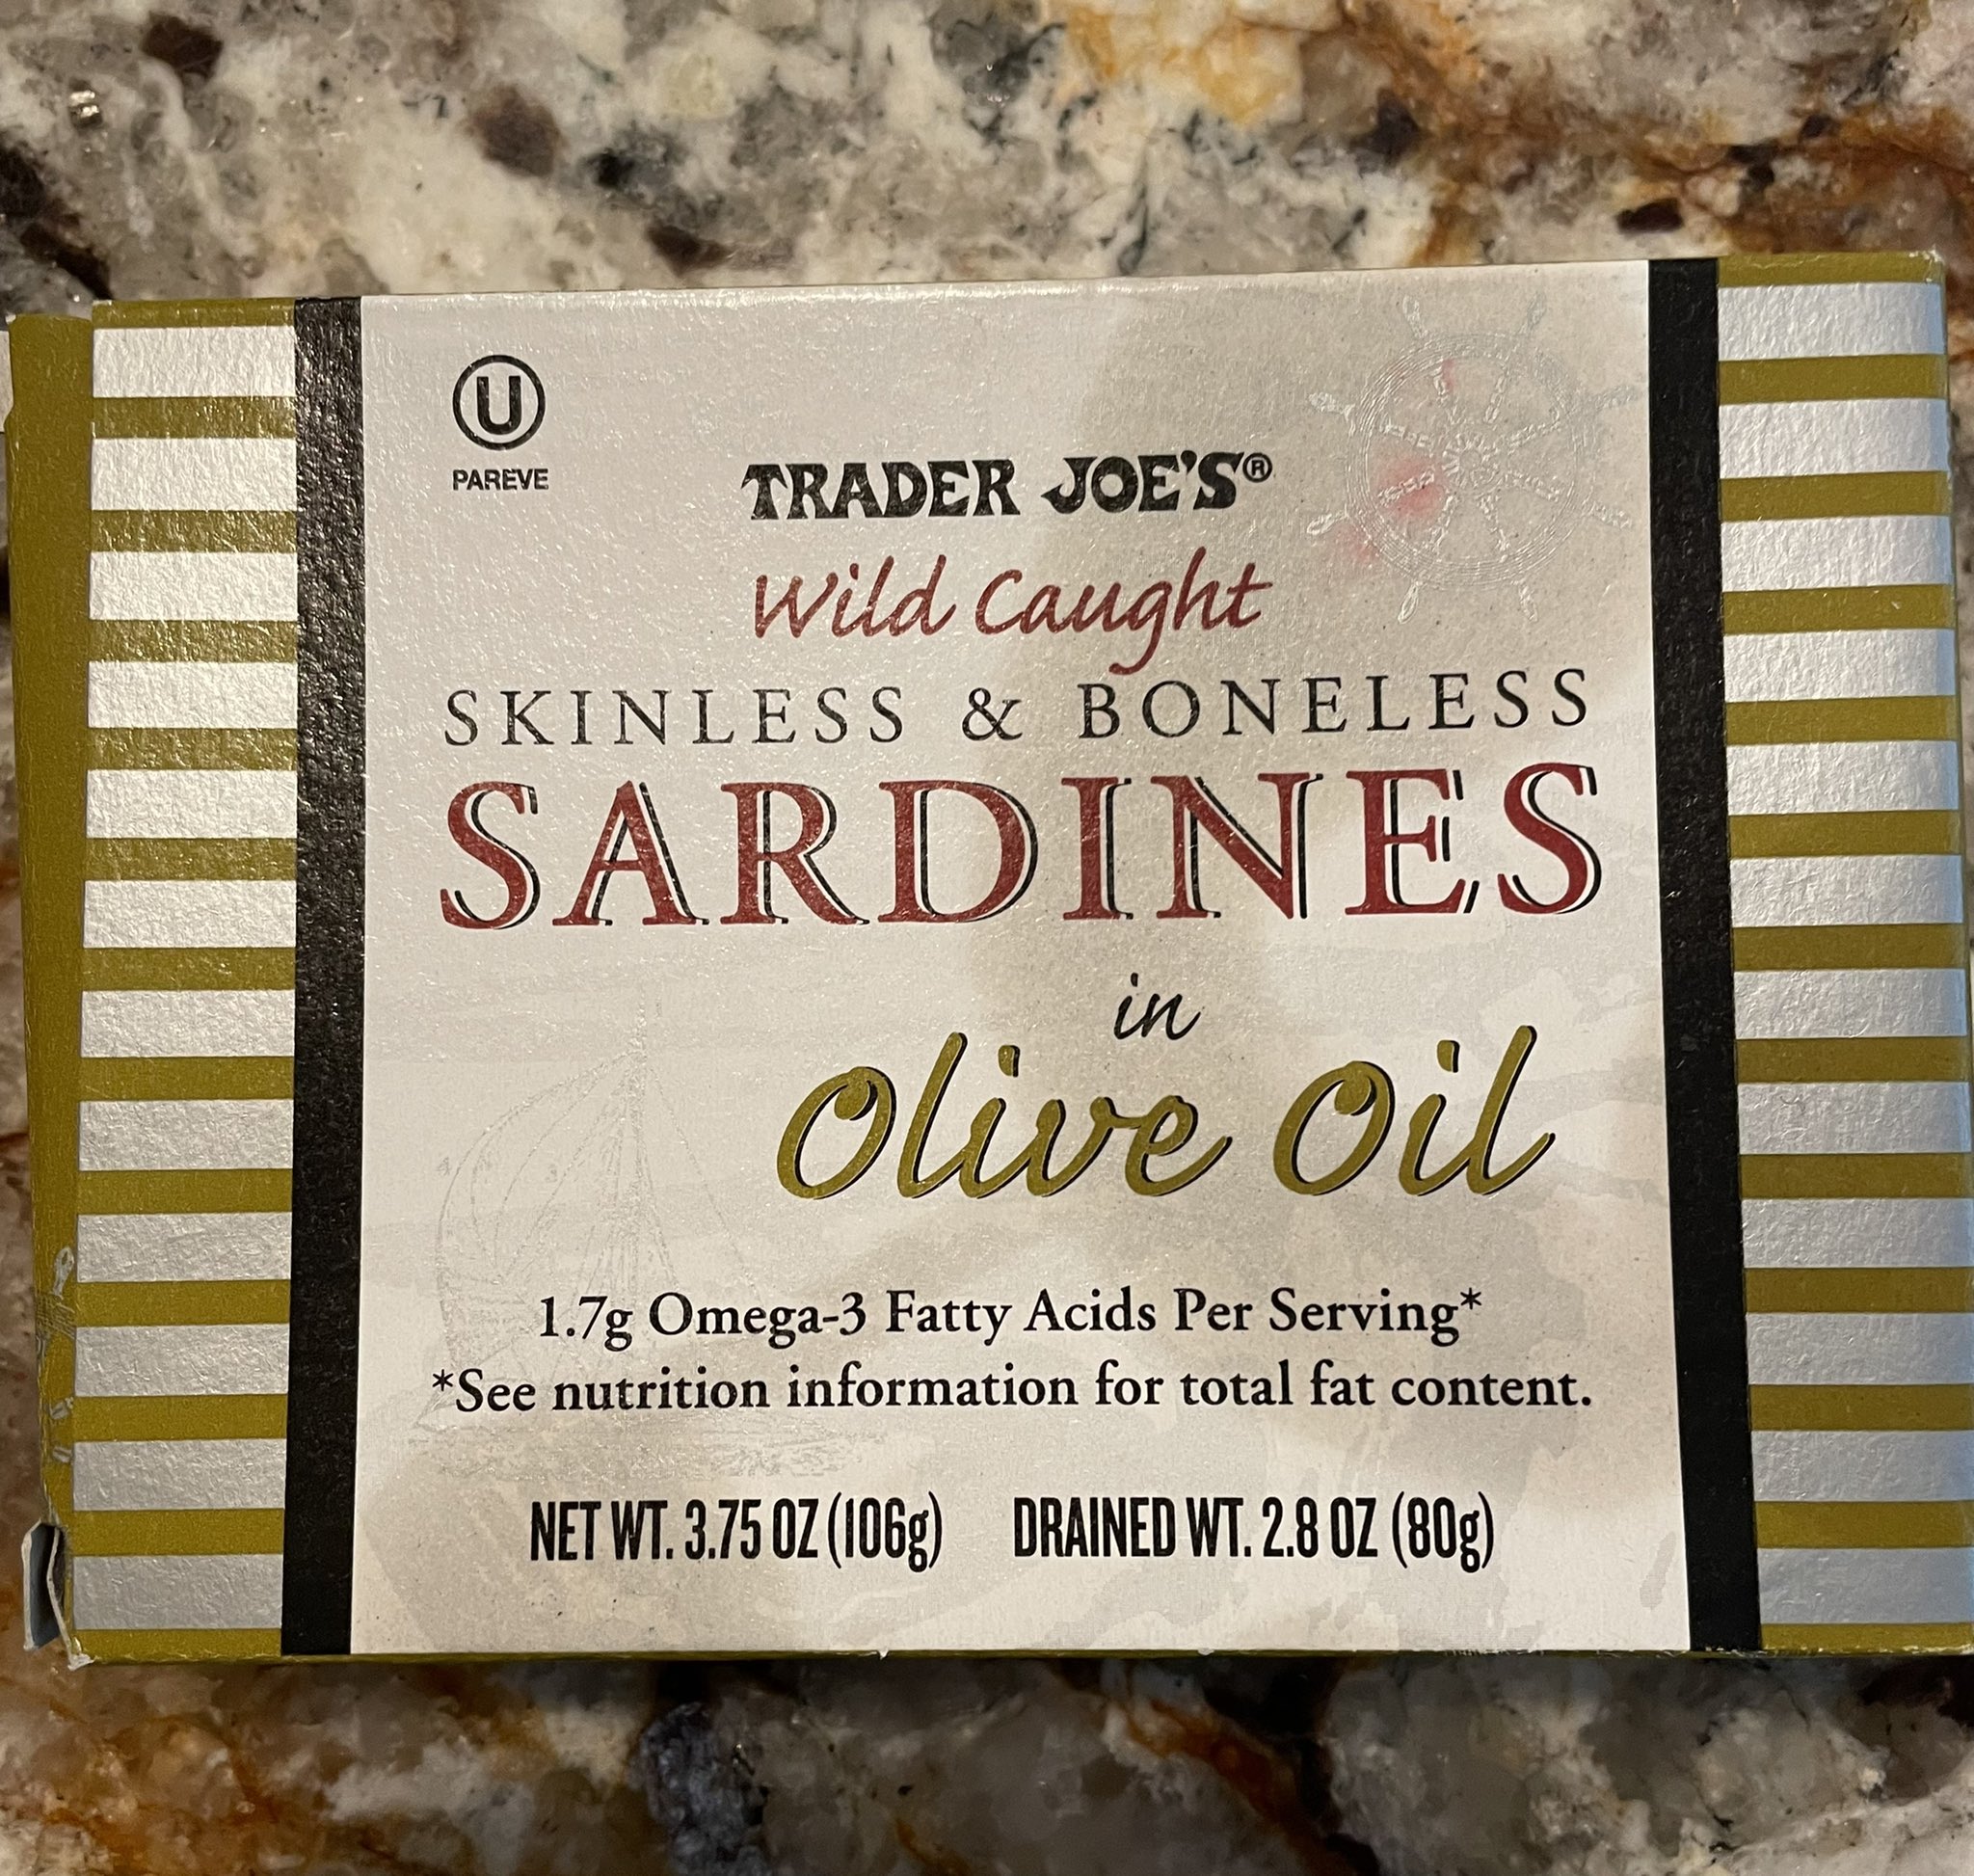 U
PAREVE
TRADER JOE'S®
Wild Caught
SKINLESS & BONELESS
SARDINES
in
Olive Oil
1.7g Omega-3 Fatty Acids Per Serving*
*See nutrition information for total fat content.
NET WT. 3.75 OZ (106g) DRAINED WT. 2.8 OZ (80g)